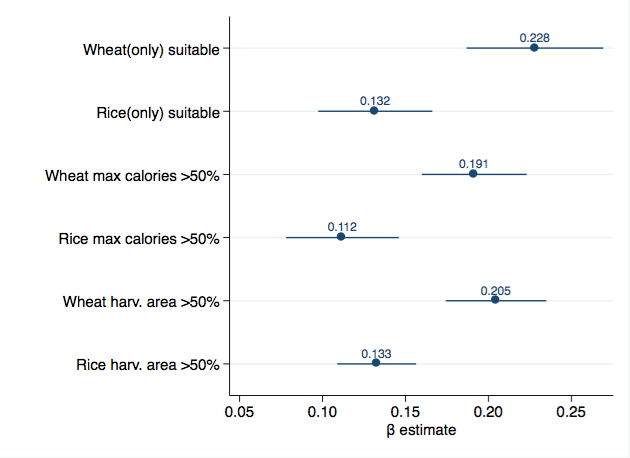 0.228
Wheat(only) suitable
0.132
Rice(only) suitable
0.191
Wheat max calories >50%
0.112
Rice max calories >50%
0.205
Wheat harv. area >50%
0.133
Rice harv. area >50%
0.05 0.10 0.15 0.20 0.25
β estimate